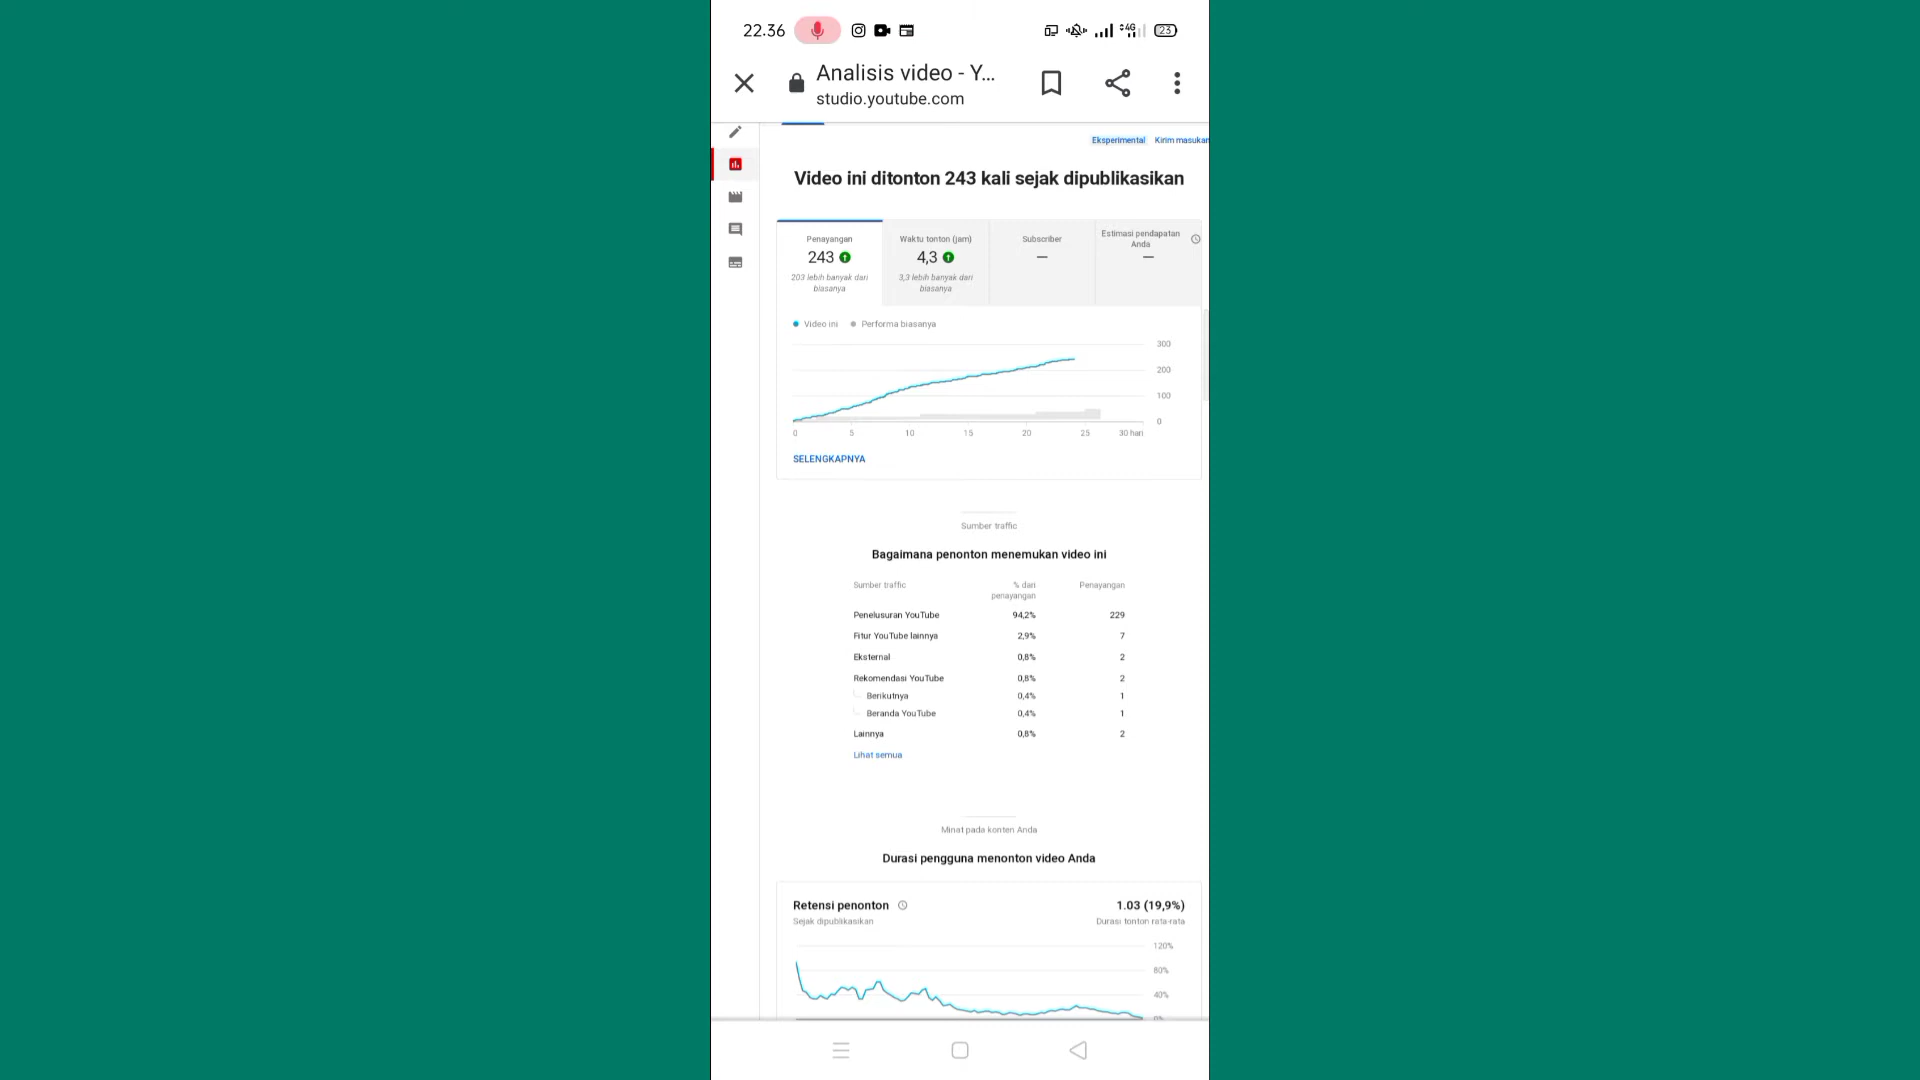 22.36
4G
23
Analisis video - Y...
studio.youtube.com
Eksperimental Kirim masukan
Video ini ditonton 243 kali sejak dipublikasikan
Penayangan
243
203 lebih banyak dari
biasanya
Waktu tonton (jam)
4,3
3,3 lebih banyak dari
biasanya
Subscriber
—
Estimasi pendapatan
Anda
—
Video ini Performa biasanya
300
200
100
0
0 5 10 15 20 25 30 hari
SELENGKAPNYA
Sumber traffic
Bagaimana penonton menemukan video ini
Sumber traffic % dari penayangan Penayangan
Penelusuran YouTube 94,2% 229
Fitur YouTube lainnya 2,9% 7
Eksternal 0,8% 2
Rekomendasi YouTube 0,8% 2
Berikutnya 0,4% 1
Beranda YouTube 0,4% 1
Lainnya 0,8% 2
Lihat semua
Minat pada konten Anda
Durasi pengguna menonton video Anda
Retensi penonton 1.03 (19,9%)
Sejak dipublikasikan Durasi tonton rata-rata
120%
80%
40%
0%